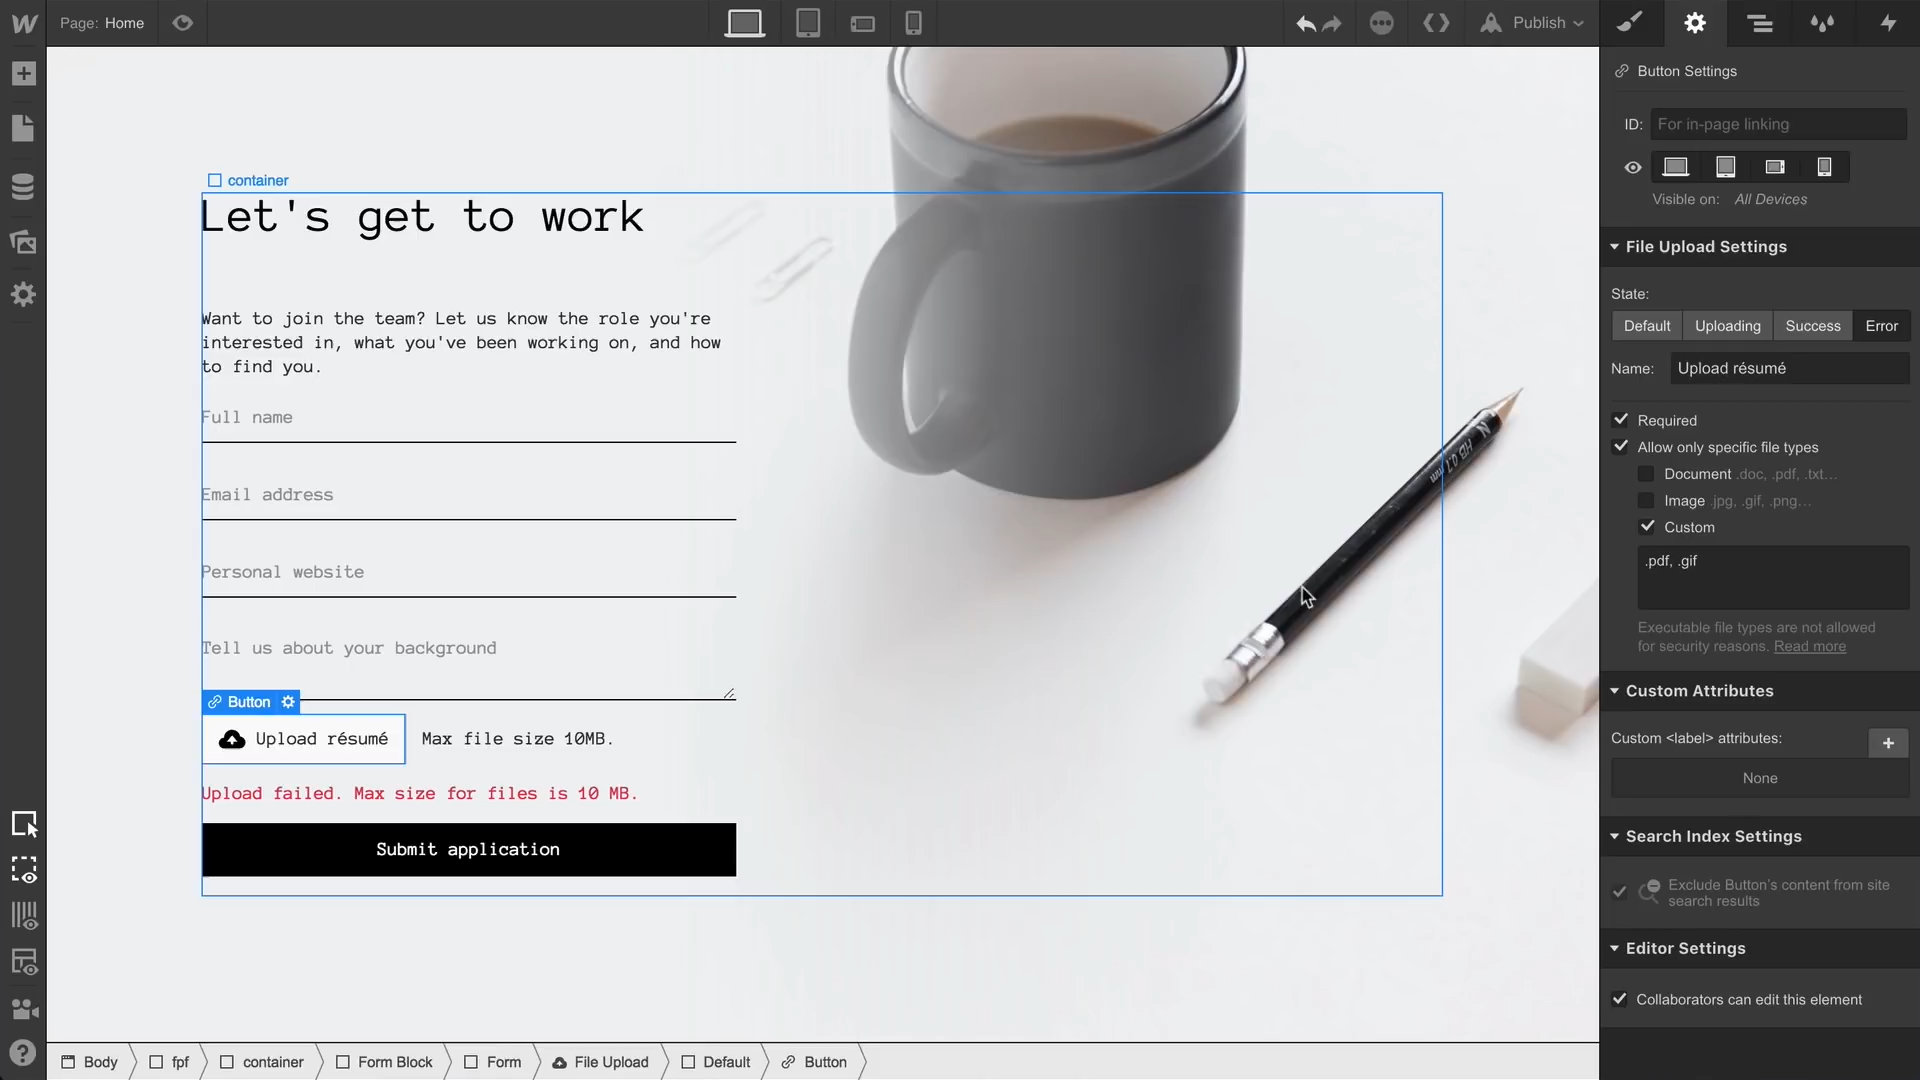 Page: Home
Publish
Button Settings
ID: For in-page linking
Visible on: All Devices
File Upload Settings
State:
Default Uploading Success Error
Name: Upload résumé
Required
Allow only specific file types
Document .doc, .pdf, .txt...
Image .jpg, .gif, .png...
Custom
.pdf, .gif
Executable file types are not allowed
for security reasons. Read more
Custom Attributes
Custom <label> attributes:
None
Search Index Settings
Exclude Button's content from site
search results
Editor Settings
Collaborators can edit this element
container
Let's get to work
Want to join the team? Let us know the role you're
interested in, what you've been working on, and how
to find you.
Full name
Email address
Personal website
Tell us about your background
Button
Upload résumé Max file size 10MB.
Upload failed. Max size for files is 10 MB.
Submit application
HB 0.7 mm
Body fpf container Form Block Form File Upload Default Button